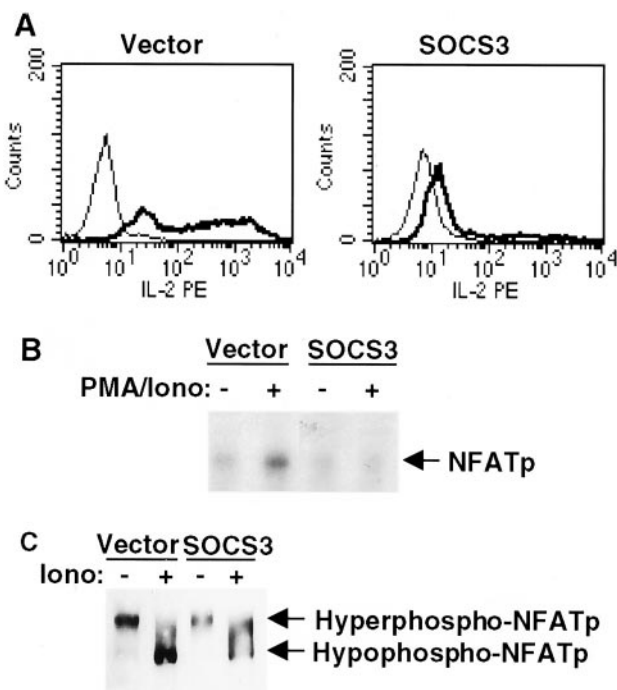 A
Vector
SOCS3
200
Counts
0
10^0 10^1 10^2 10^3 10^4
IL-2 PE
200
Counts
0
10^0 10^1 10^2 10^3 10^4
IL-2 PE
B
Vector SOCS3
PMA/Iono: - + - +
NFATp
C
Vector SOCS3
Iono: - + - +
Hyperphospho-NFATp
Hypophospho-NFATp